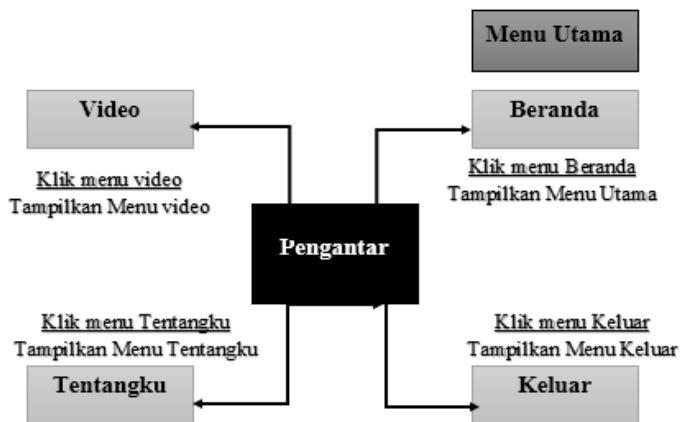 Menu Utama
Video
Beranda
Klik menu video
Tampilkan Menu video
Klik menu Beranda
Tampilkan Menu Utama
Pengantar
Klik menu Tentangku
Tampilkan Menu Tentangku
Klik menu Keluar
Tampilkan Menu Keluar
Tentangku
Keluar